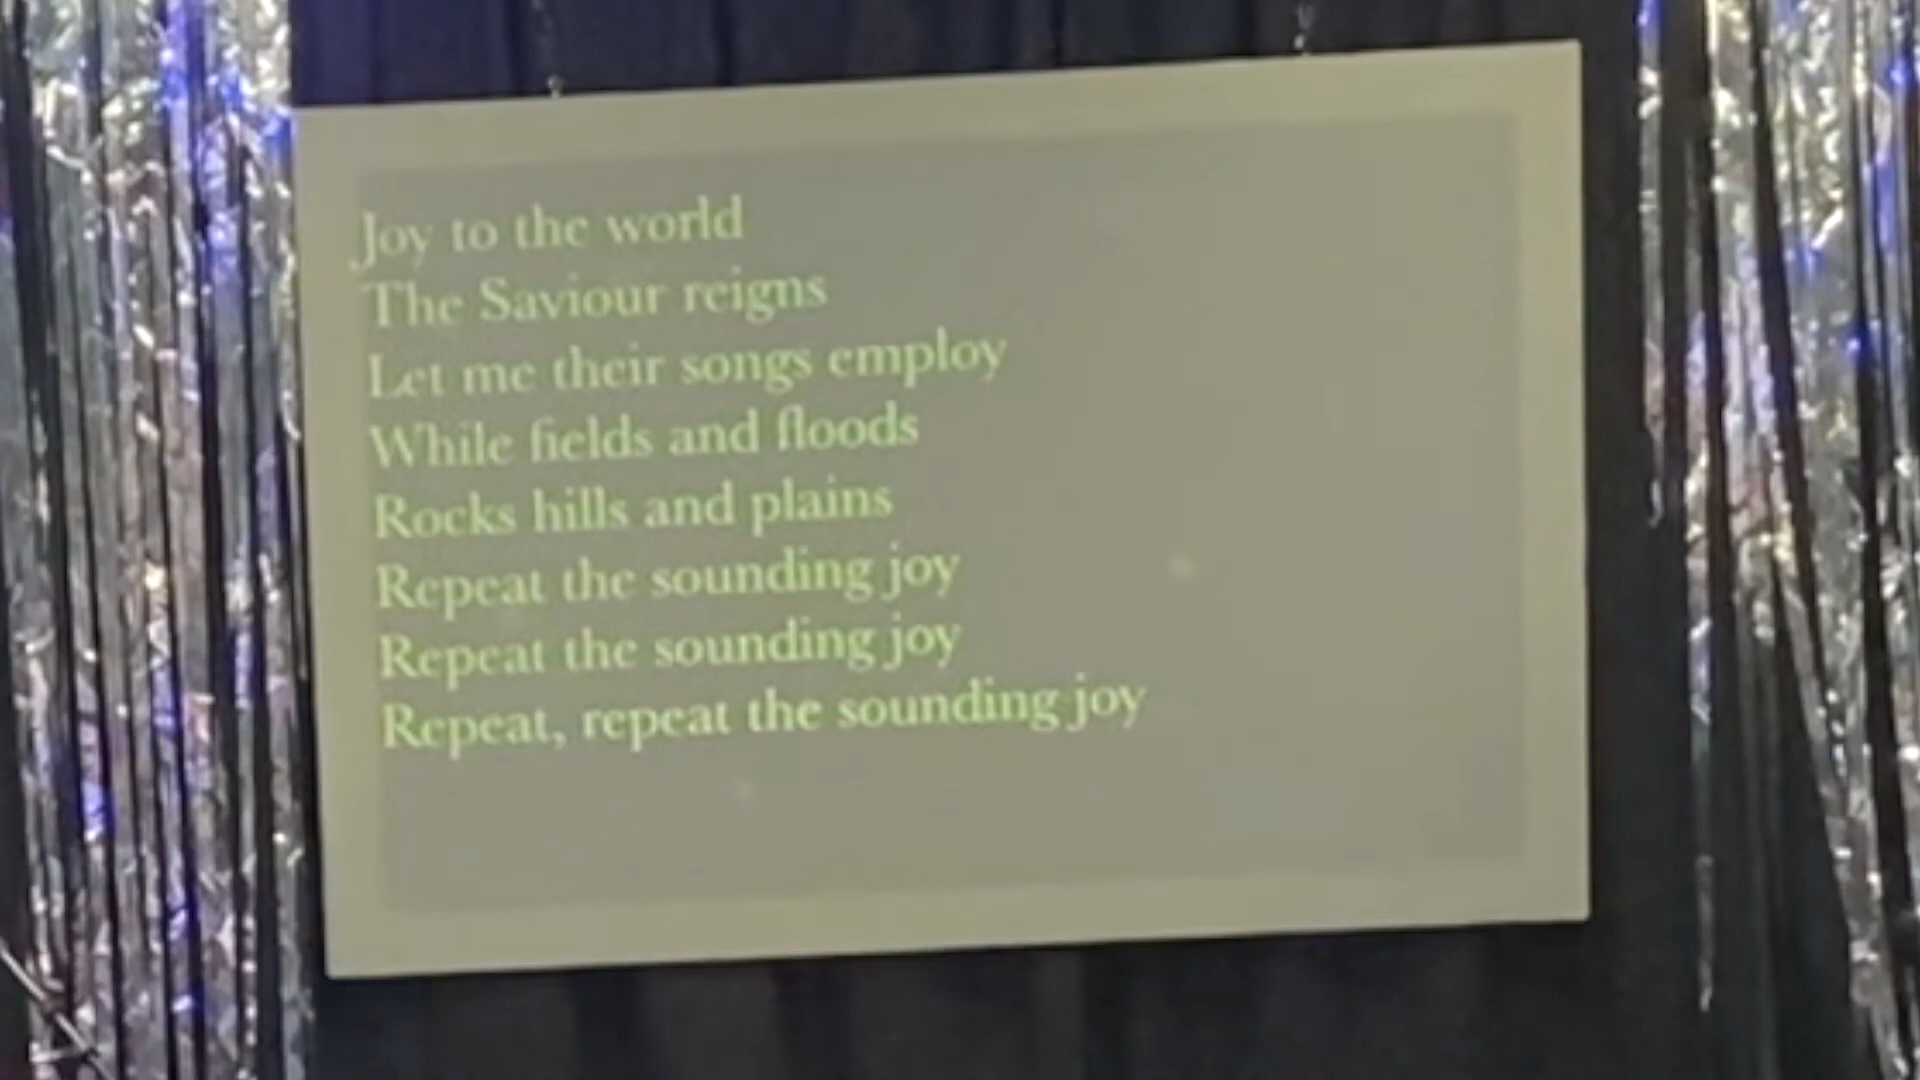 Joy to the world
The Saviour reigns
Let me their songs employ
While fields and floods
Rocks hills and plains
Repeat the sounding joy
Repeat the sounding joy
Repeat, repeat the sounding joy